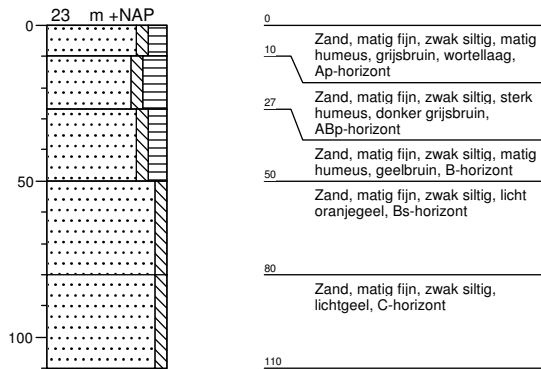 23 m +NAP
0
50
100
0
Zand, matig fijn, zwak siltig, matig
humeus, grijsbruin, wortellaag,
Ap-horizont
10
Zand, matig fijn, zwak siltig, sterk
humeus, donker grijsbruin,
ABp-horizont
27
Zand, matig fijn, zwak siltig, matig
humeus, geelbruin, B-horizont
50
Zand, matig fijn, zwak siltig, licht
oranjegeel, Bs-horizont
80
Zand, matig fijn, zwak siltig,
lichtgeel, C-horizont
110